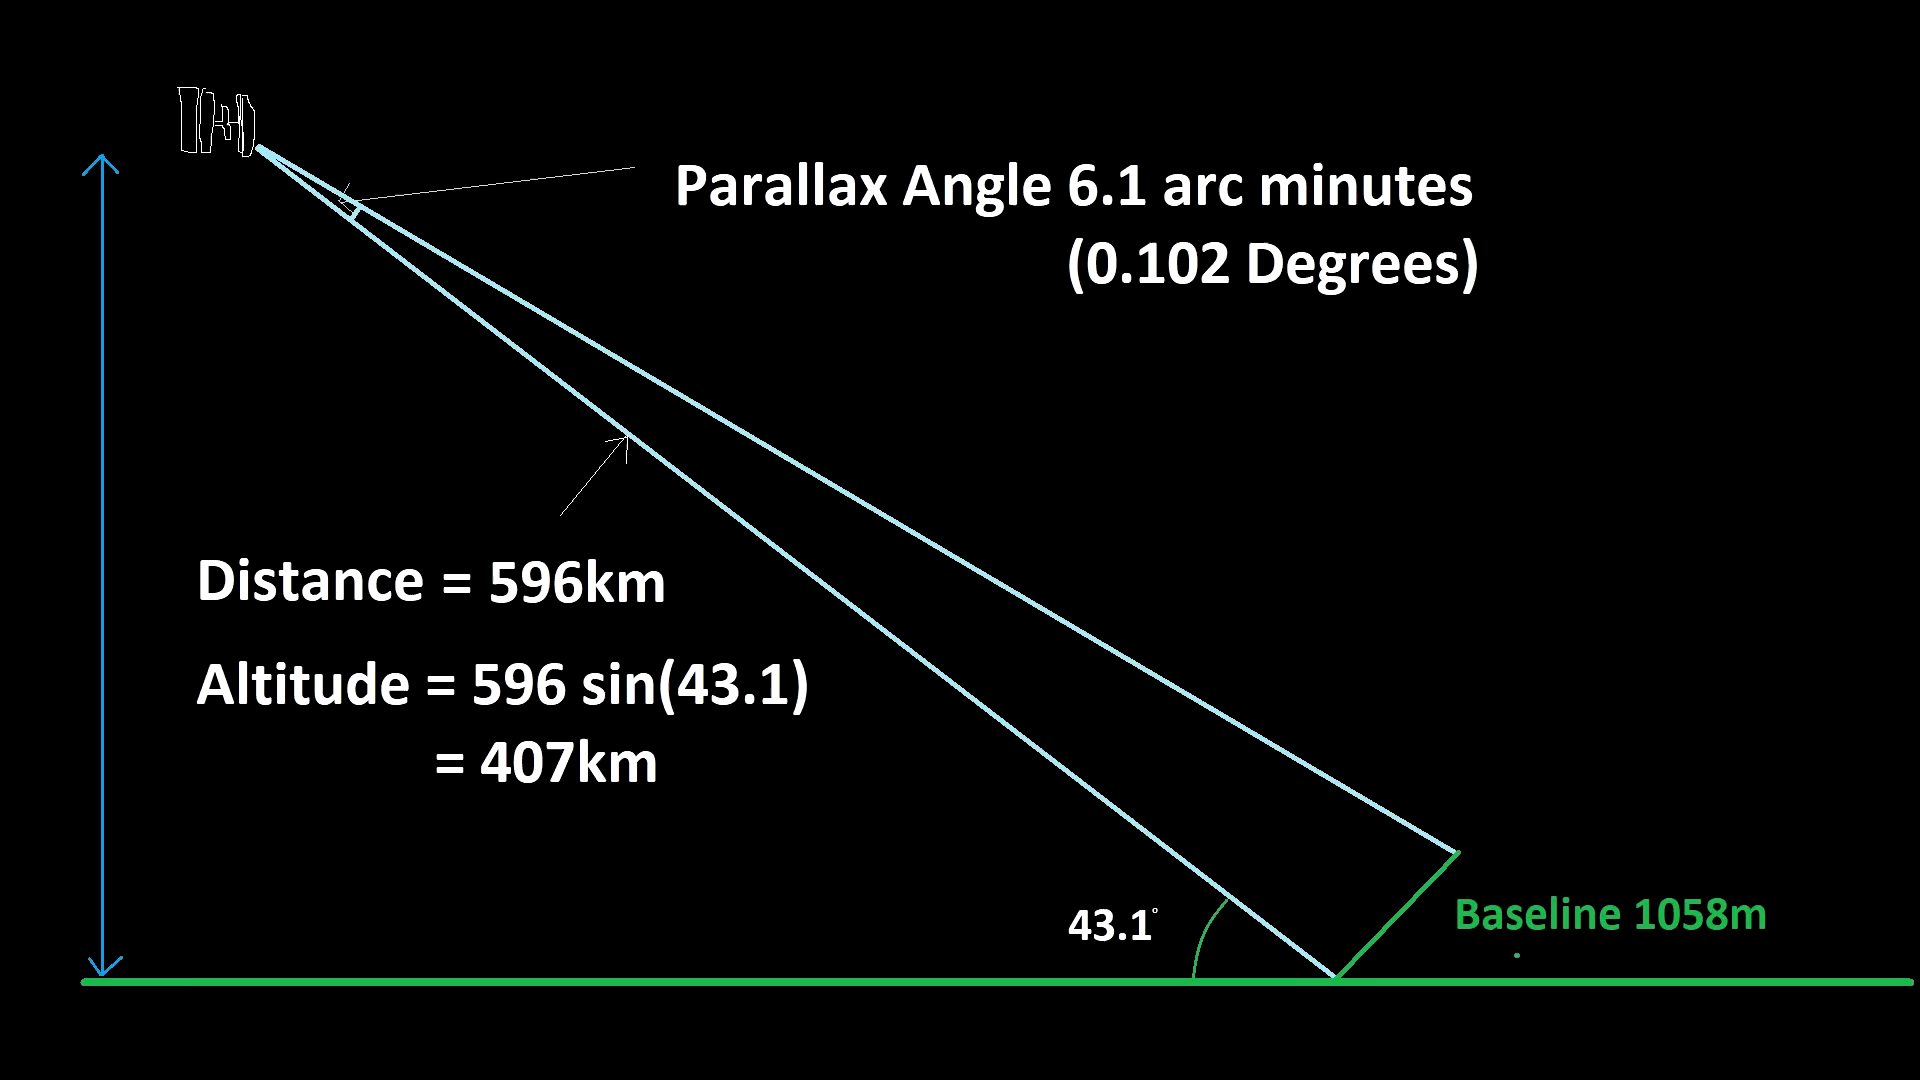 Parallax Angle 6.1 arc minutes
(0.102 Degrees)
Distance = 596km
Altitude = 596 sin(43.1)
= 407km
43.1°
Baseline 1058m